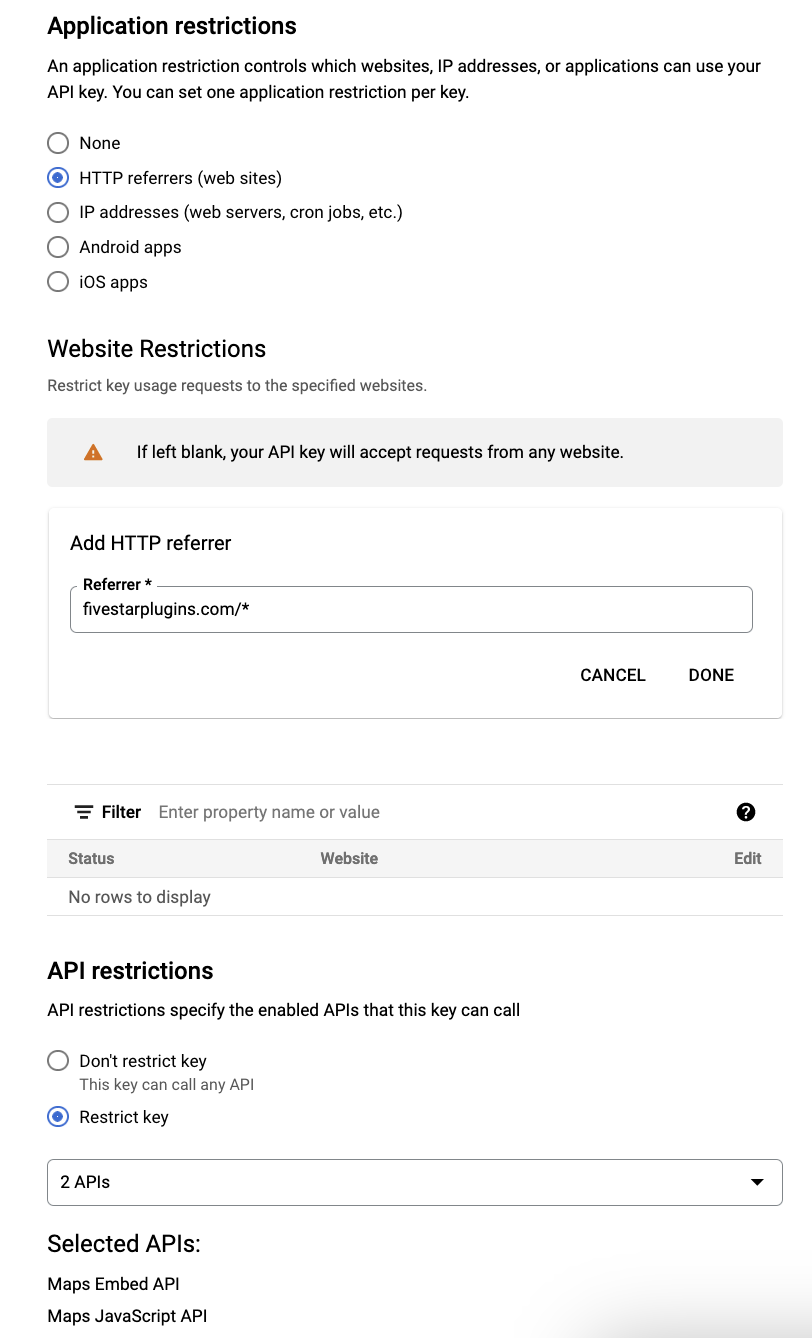 Application restrictions
An application restriction controls which websites, IP addresses, or applications can use your
API key. You can set one application restriction per key.
None
HTTP referrers (web sites)
IP addresses (web servers, cron jobs, etc.)
Android apps
iOS apps
Website Restrictions
Restrict key usage requests to the specified websites.
If left blank, your API key will accept requests from any website.
Add HTTP referrer
Referrer *
fivestarplugins.com/*
CANCEL DONE
Filter Enter property name or value
Status Website Edit
No rows to display
API restrictions
API restrictions specify the enabled APIs that this key can call
Don't restrict key
This key can call any API
Restrict key
2 APIs
Selected APIs:
Maps Embed API
Maps JavaScript API